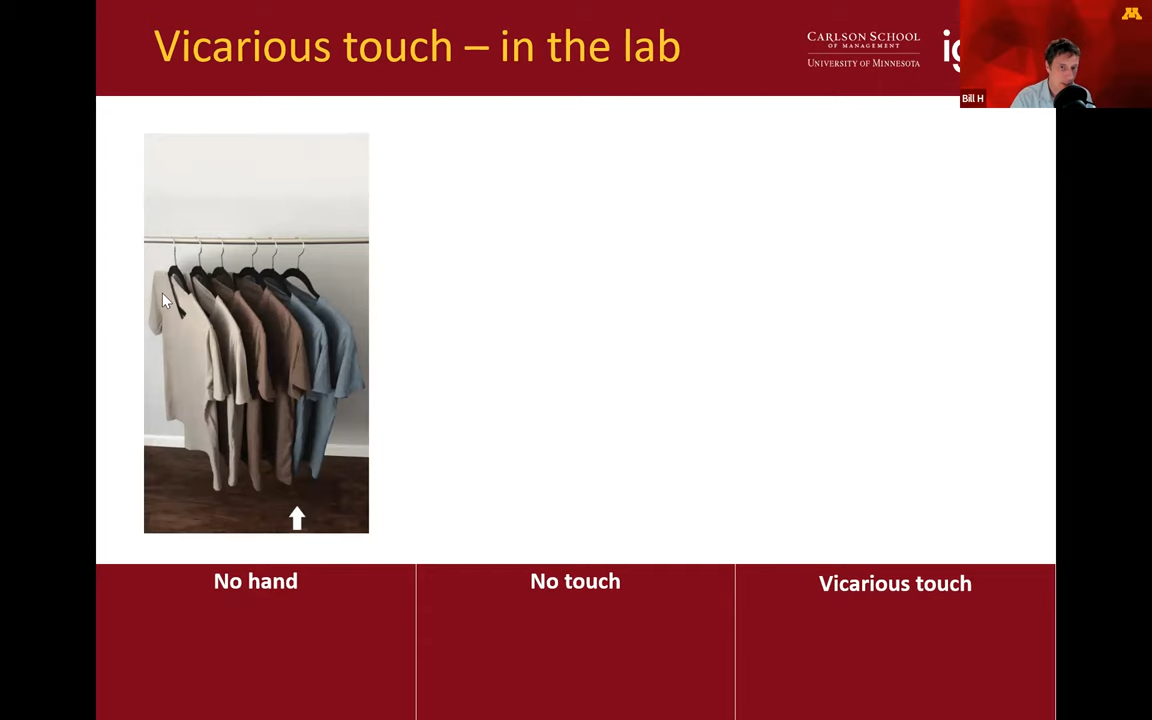 Vicarious touch – in the lab
CARLSON SCHOOL
OF MANAGEMENT
UNIVERSITY OF MINNESOTA
Bill H
No hand
No touch
Vicarious touch